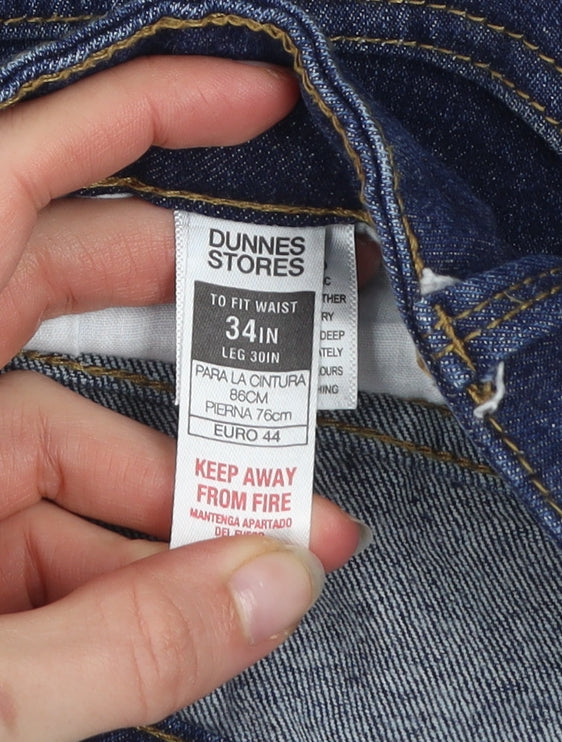 DUNNES
STORES
TO FIT WAIST
34IN
LEG 30IN
PARA LA CINTURA
86CM
PIERNA 76cm
EURO 44
KEEP AWAY
FROM FIRE
MANTENGA APARTADO
DEL